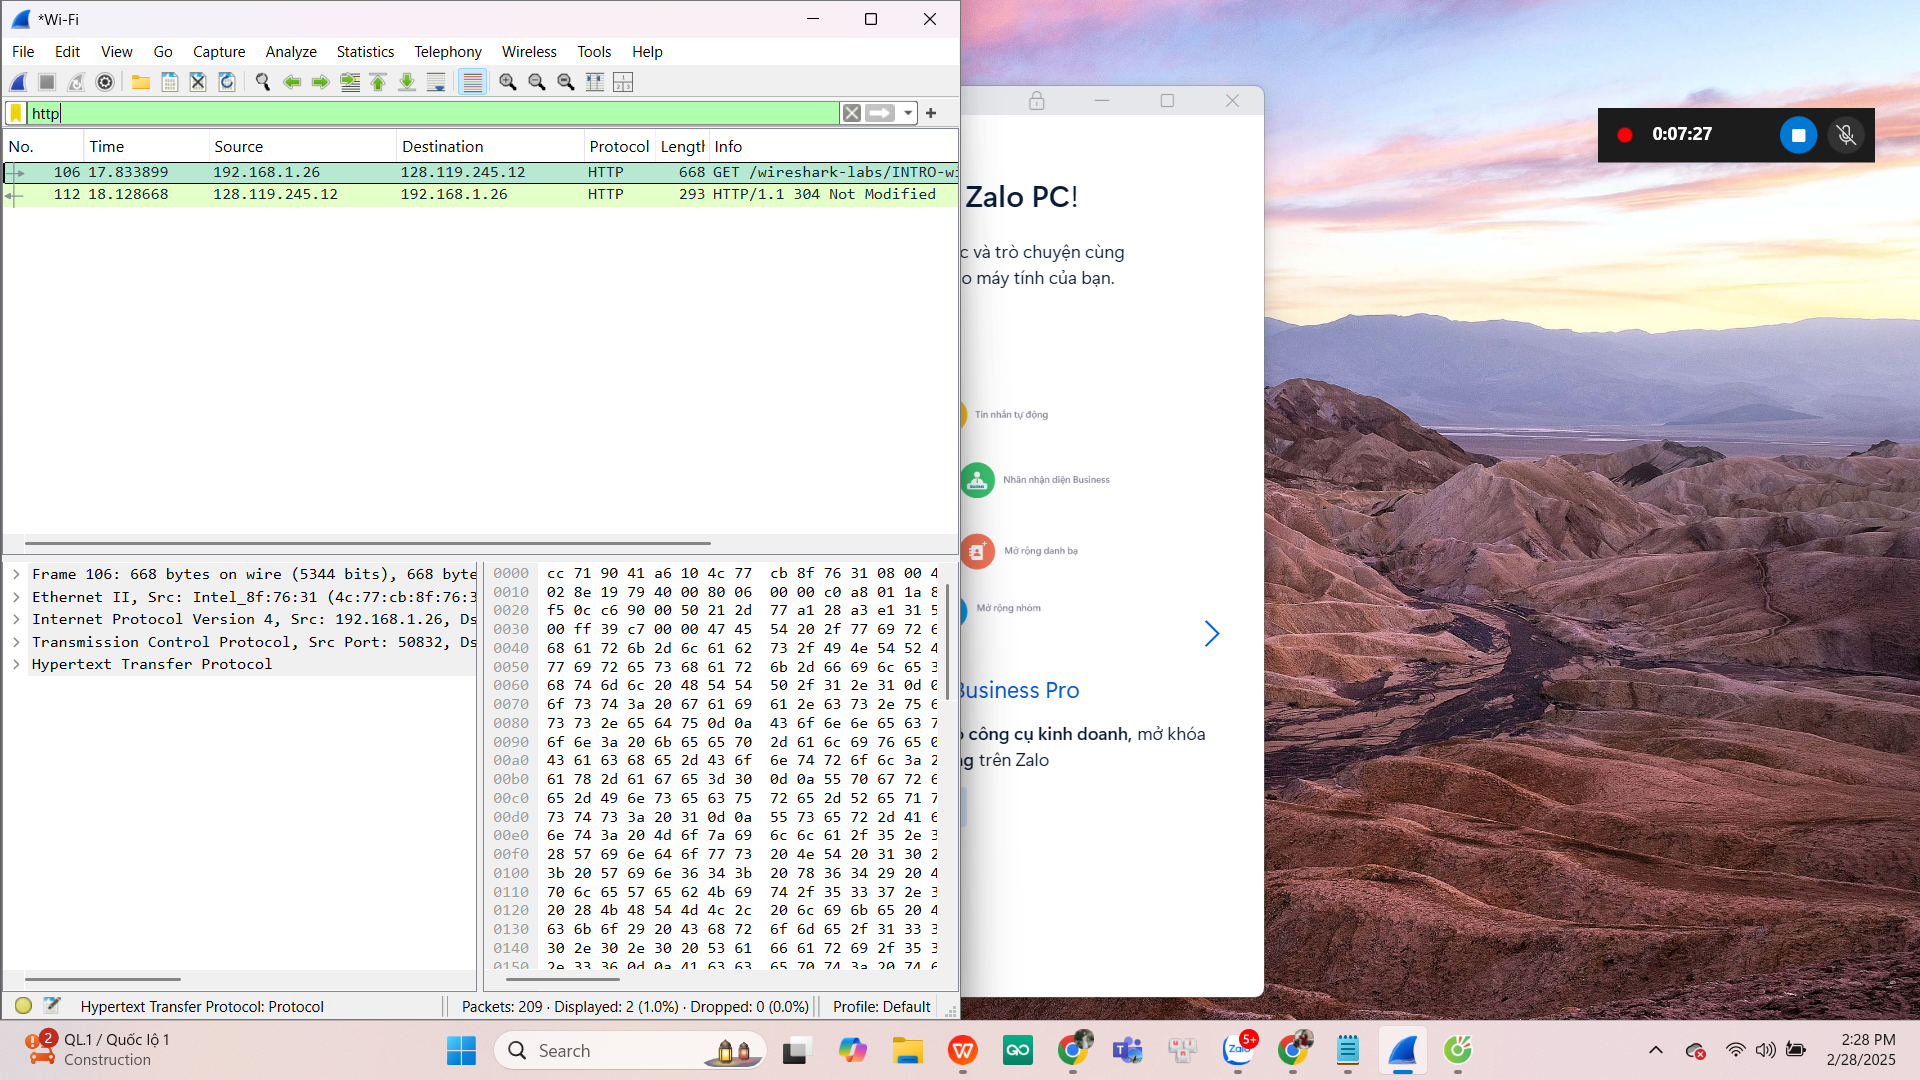 *Wi-Fi
File Edit View Go Capture Analyze Statistics Telephony Wireless Tools Help
http
No. Time Source Destination Protocol Length Info
106 17.833899 192.168.1.26 128.119.245.12 HTTP 668 GET /wireshark-labs/INTRO-wi
112 18.128668 128.119.245.12 192.168.1.26 HTTP 293 HTTP/1.1 304 Not Modified
Frame 106: 668 bytes on wire (5344 bits), 668 byte
Ethernet II, Src: Intel_8f:76:31 (4c:77:cb:8f:76:3
Internet Protocol Version 4, Src: 192.168.1.26, Ds
Transmission Control Protocol, Src Port: 50832, Ds
Hypertext Transfer Protocol
0000 cc 71 90 41 a6 10 4c 77 cb 8f 76 31 08 00 4
0010 02 8e 19 79 40 00 80 06 00 00 c0 a8 01 1a 8
0020 f5 0c c6 90 00 50 21 2d 77 a1 28 a3 e1 31 5
0030 00 ff 39 c7 00 00 47 45 54 20 2f 77 69 72 6
0040 68 61 72 6b 2d 6c 61 62 73 2f 49 4e 54 52 4
0050 77 69 72 65 73 68 61 72 6b 2d 66 69 6c 65 3
0060 68 74 6d 6c 20 48 54 54 50 2f 31 2e 31 0d 0
0070 6f 73 74 3a 20 67 61 69 61 2e 63 73 2e 75 6
0080 73 73 2e 65 64 75 0d 0a 43 6f 6e 6e 65 63 7
0090 6f 6e 3a 20 6b 65 65 70 2d 61 6c 69 76 65 0
00a0 43 61 63 68 65 2d 43 6f 6e 74 72 6f 6c 3a 2
00b0 61 78 2d 61 67 65 3d 30 0d 0a 55 70 67 72 6
00c0 65 2d 49 6e 73 65 63 75 72 65 2d 52 65 71 7
00d0 73 74 73 3a 20 31 0d 0a 55 73 65 72 2d 41 6
00e0 6e 74 3a 20 4d 6f 7a 69 6c 6c 61 2f 35 2e 3
00f0 28 57 69 6e 64 6f 77 73 20 4e 54 20 31 30 2
0100 3b 20 57 69 6e 36 34 3b 20 78 36 34 29 20 4
0110 70 6c 65 57 65 62 4b 69 74 2f 35 33 37 2e 3
0120 20 28 4b 48 54 4d 4c 2c 20 6c 69 6b 65 20 4
0130 63 6b 6f 29 20 43 68 72 6f 6d 65 2f 31 33 3
0140 30 2e 30 2e 30 20 53 61 66 61 72 69 2f 35 3
0150 2e 33 36 0d 0a 41 63 63 65 70 74 3a 20 74 6
Hypertext Transfer Protocol: Protocol
Packets: 209 · Displayed: 2 (1.0%) · Dropped: 0 (0.0%)
Profile: Default
Zalo PC!
c và trò chuyện cùng
o máy tính của bạn.
Tin nhắn tự động
Nhãn nhận diện Business
Mở rộng danh bạ
Mở rộng nhóm
Business Pro
công cụ kinh doanh, mở khóa
ng trên Zalo
0:07:27
2
QL.1 / Quốc lộ 1
Construction
Search
Zalo
5+
2:28 PM
2/28/2025